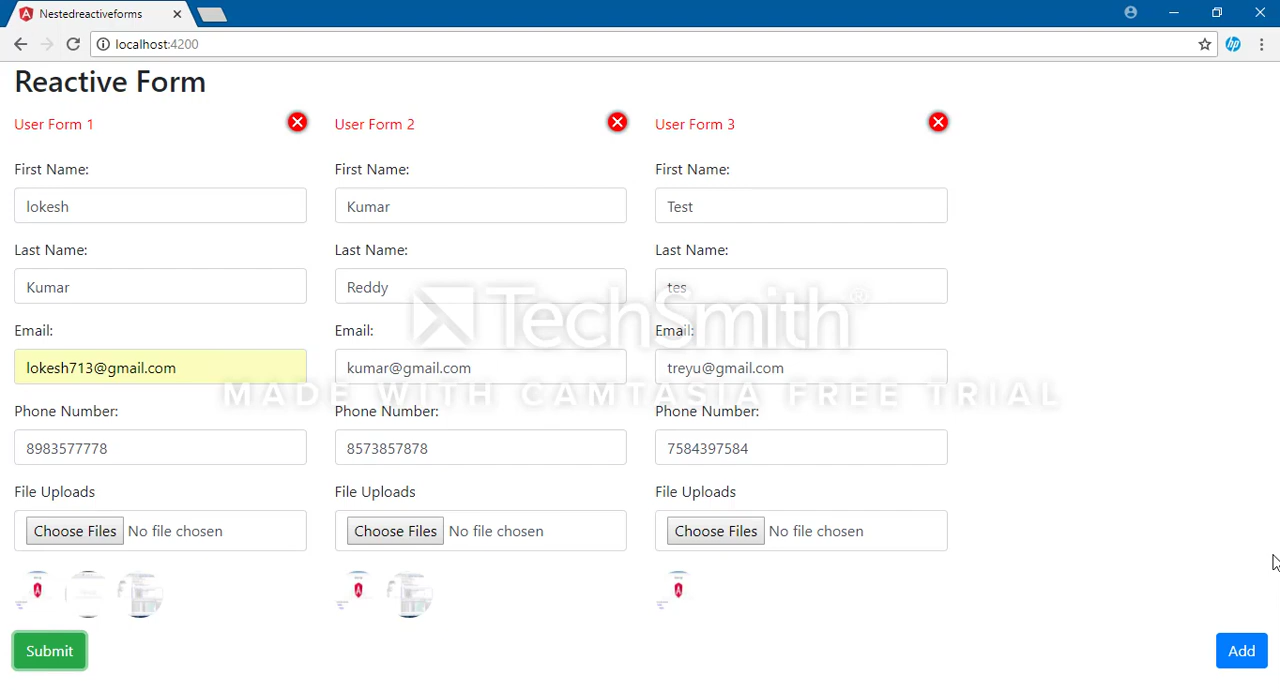 Nestedreactiveforms
localhost:4200
hp
Reactive Form
User Form 1 User Form 2 User Form 3
First Name: First Name: First Name:
lokesh Kumar Test
Last Name: Last Name: Last Name:
Kumar Reddy tes
TechSmith®
Email: Email: Email:
lokesh713@gmail.com kumar@gmail.com treyu@gmail.com
MADE WITH CAMTASIA FREE TRIAL
Phone Number: Phone Number: Phone Number:
8983577778 8573857878 7584397584
File Uploads File Uploads File Uploads
Choose Files No file chosen Choose Files No file chosen Choose Files No file chosen
Submit Add